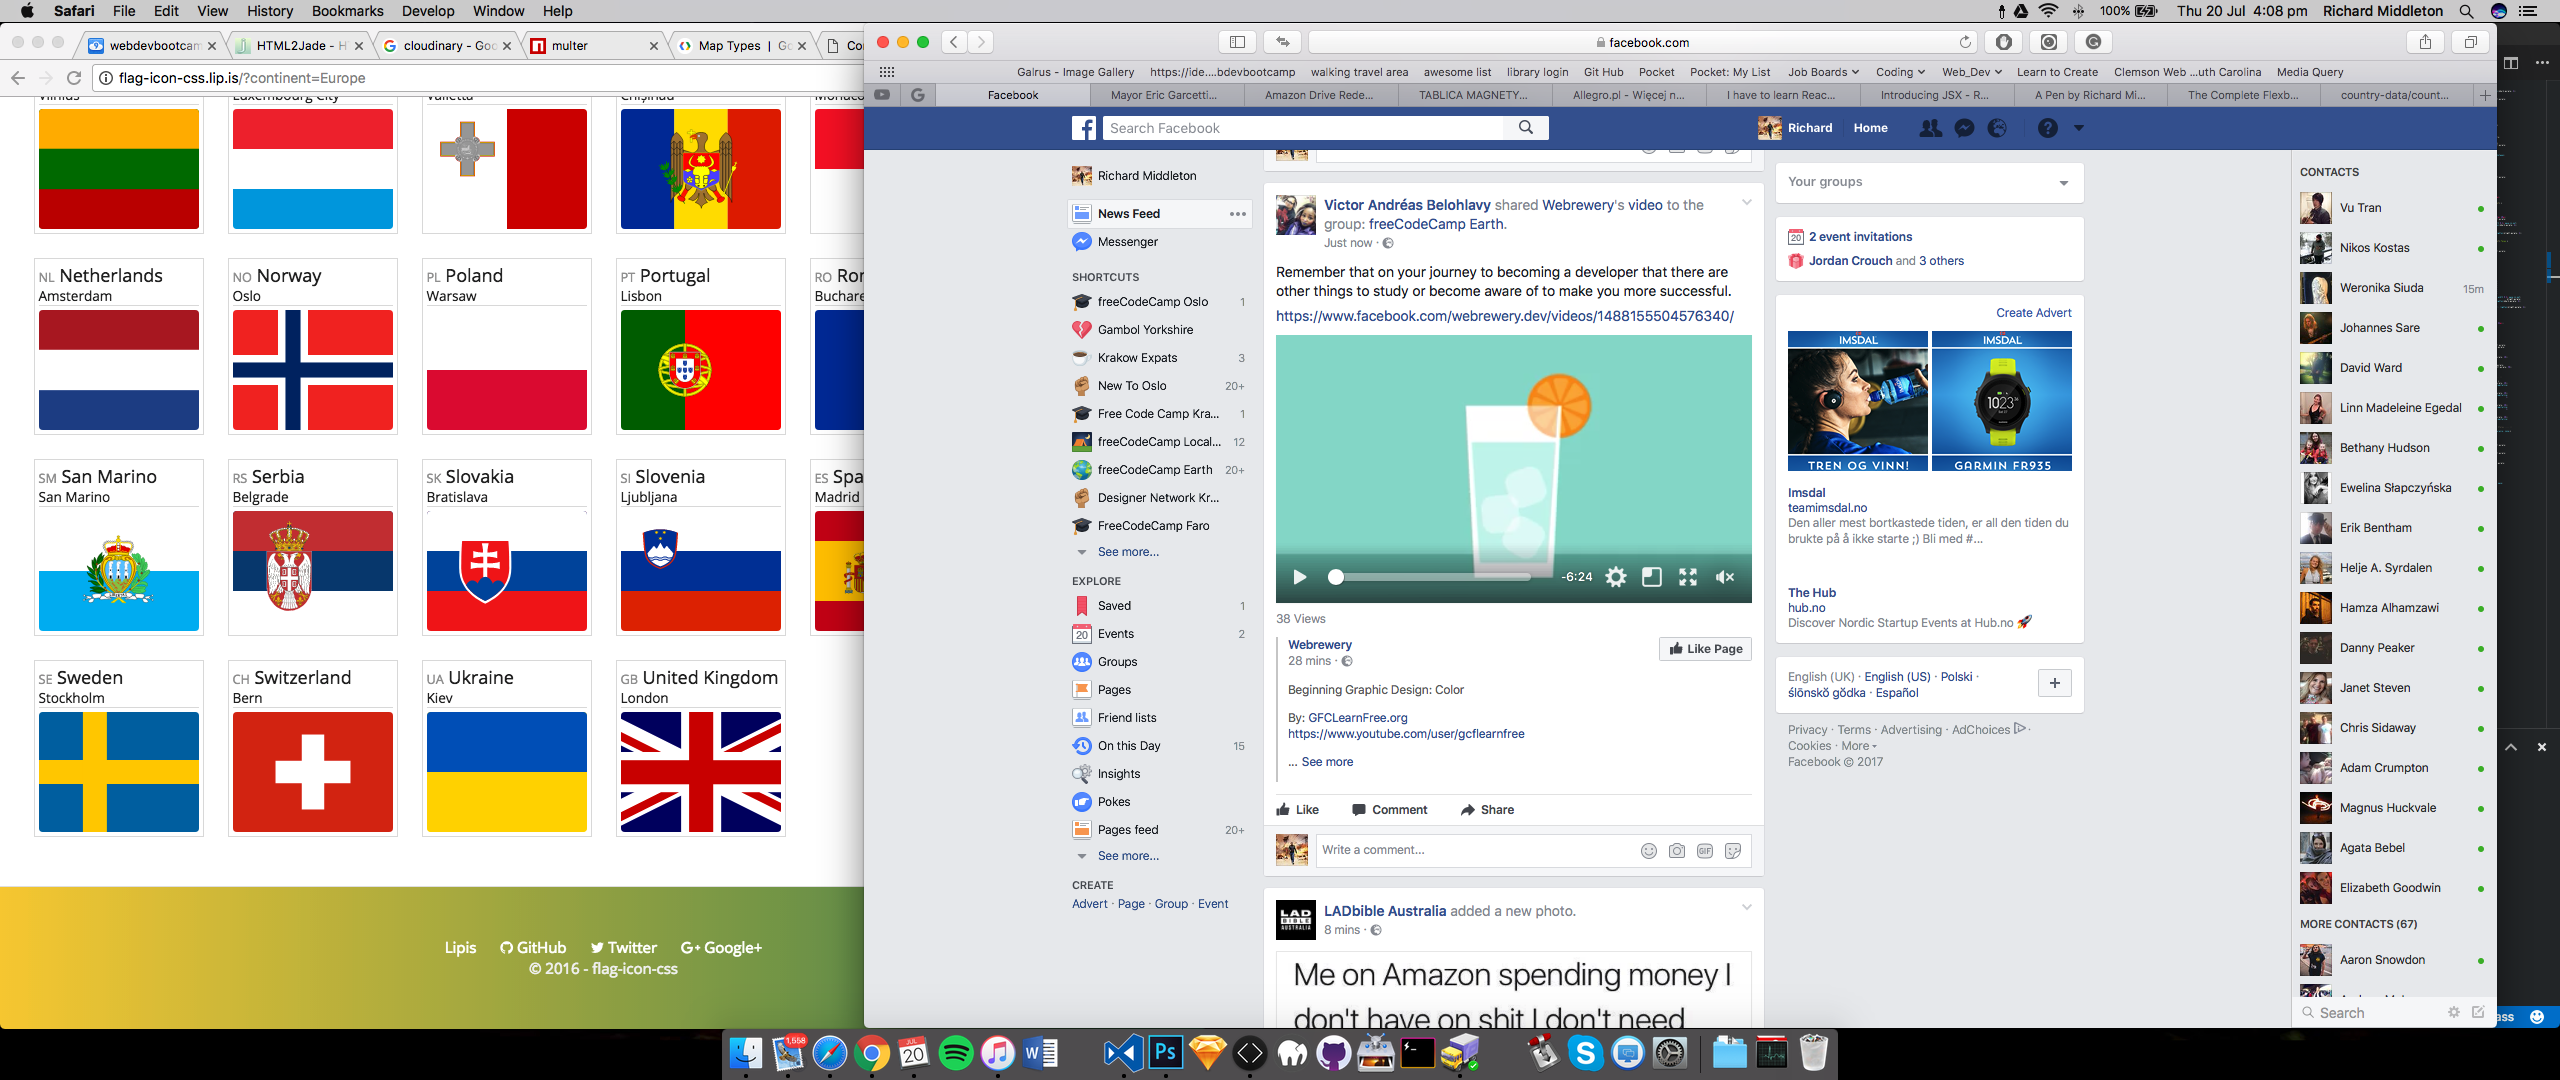 Safari File Edit View History Bookmarks Develop Window Help
100% Thu 20 Jul 4:08 pm Richard Middleton
webdevbootcam
HTML2Jade - H
cloudinary - Goo
multer
Map Types | Go
Co
flag-icon-css.lip.is/?continent=Europe
Vilnius
Luxembourg City
Valletta
Chișinău
Monaco
NL Netherlands
Amsterdam
NO Norway
Oslo
PL Poland
Warsaw
PT Portugal
Lisbon
RO Ror
Buchare
SM San Marino
San Marino
RS Serbia
Belgrade
SK Slovakia
Bratislava
SI Slovenia
Ljubljana
ES Spa
Madrid
SE Sweden
Stockholm
CH Switzerland
Bern
UA Ukraine
Kiev
GB United Kingdom
London
Lipis GitHub Twitter Google+
© 2016 - flag-icon-css
facebook.com
Galrus - Image Gallery https://ide....bdevbootcamp walking travel area awesome list library login Git Hub Pocket Pocket: My List Job Boards Coding Web_Dev Learn to Create Clemson Web ...uth Carolina Media Query
Facebook
Mayor Eric Garcetti...
Amazon Drive Rede...
TABLICA MAGNETY...
Allegro.pl - Więcej n...
I have to learn Reac...
Introducing JSX - R...
A Pen by Richard Mi...
The Complete Flexb...
country-data/count...
Search Facebook
Richard Home
Richard Middleton
News Feed
Messenger
SHORTCUTS
freeCodeCamp Oslo 1
Gambol Yorkshire
Krakow Expats 3
New To Oslo 20+
Free Code Camp Kra... 1
freeCodeCamp Local... 12
freeCodeCamp Earth 20+
Designer Network Kr...
FreeCodeCamp Faro
See more...
EXPLORE
Saved 1
20 Events 2
Groups
Pages
Friend lists
On this Day 15
Insights
Pokes
Pages feed 20+
See more...
CREATE
Advert · Page · Group · Event
Victor Andréas Belohlavy shared Webrewery's video to the
group: freeCodeCamp Earth.
Just now ·
Remember that on your journey to becoming a developer that there are
other things to study or become aware of to make you more successful.
https://www.facebook.com/webrewery.dev/videos/1488155504576340/
-6:24
38 Views
Webrewery
28 mins ·
Like Page
Beginning Graphic Design: Color
By: GFCLearnFree.org
https://www.youtube.com/user/gcflearnfree
... See more
Like Comment Share
Write a comment...
GIF
LAD
BIBLE
AUSTRALIA
LADbible Australia added a new photo.
8 mins ·
Me on Amazon spending money I
don't have on shit I don't need
Your groups
20 2 event invitations
Jordan Crouch and 3 others
Create Advert
IMSDAL
IMSDAL
1023
TREN OG VINN!
GARMIN FR935
Imsdal
teamimsdal.no
Den aller mest bortkastede tiden, er all den tiden du
brukte på å ikke starte ;) Bli med #...
The Hub
hub.no
Discover Nordic Startup Events at Hub.no
English (UK) · English (US) · Polski ·
ślōnskŏ gŏdka · Español
Privacy · Terms · Advertising · AdChoices ·
Cookies · More
Facebook © 2017
CONTACTS
Vu Tran
Nikos Kostas
Weronika Siuda 15m
Johannes Sare
David Ward
Linn Madeleine Egedal
Bethany Hudson
Ewelina Słapczyńska
Erik Bentham
Helje A. Syrdalen
Hamza Alhamzawi
Danny Peaker
Janet Steven
Chris Sidaway
Adam Crumpton
Magnus Huckvale
Agata Bebel
Elizabeth Goodwin
MORE CONTACTS (67)
Aaron Snowdon
Search
ass
1,558
JUL
20
W
Ps